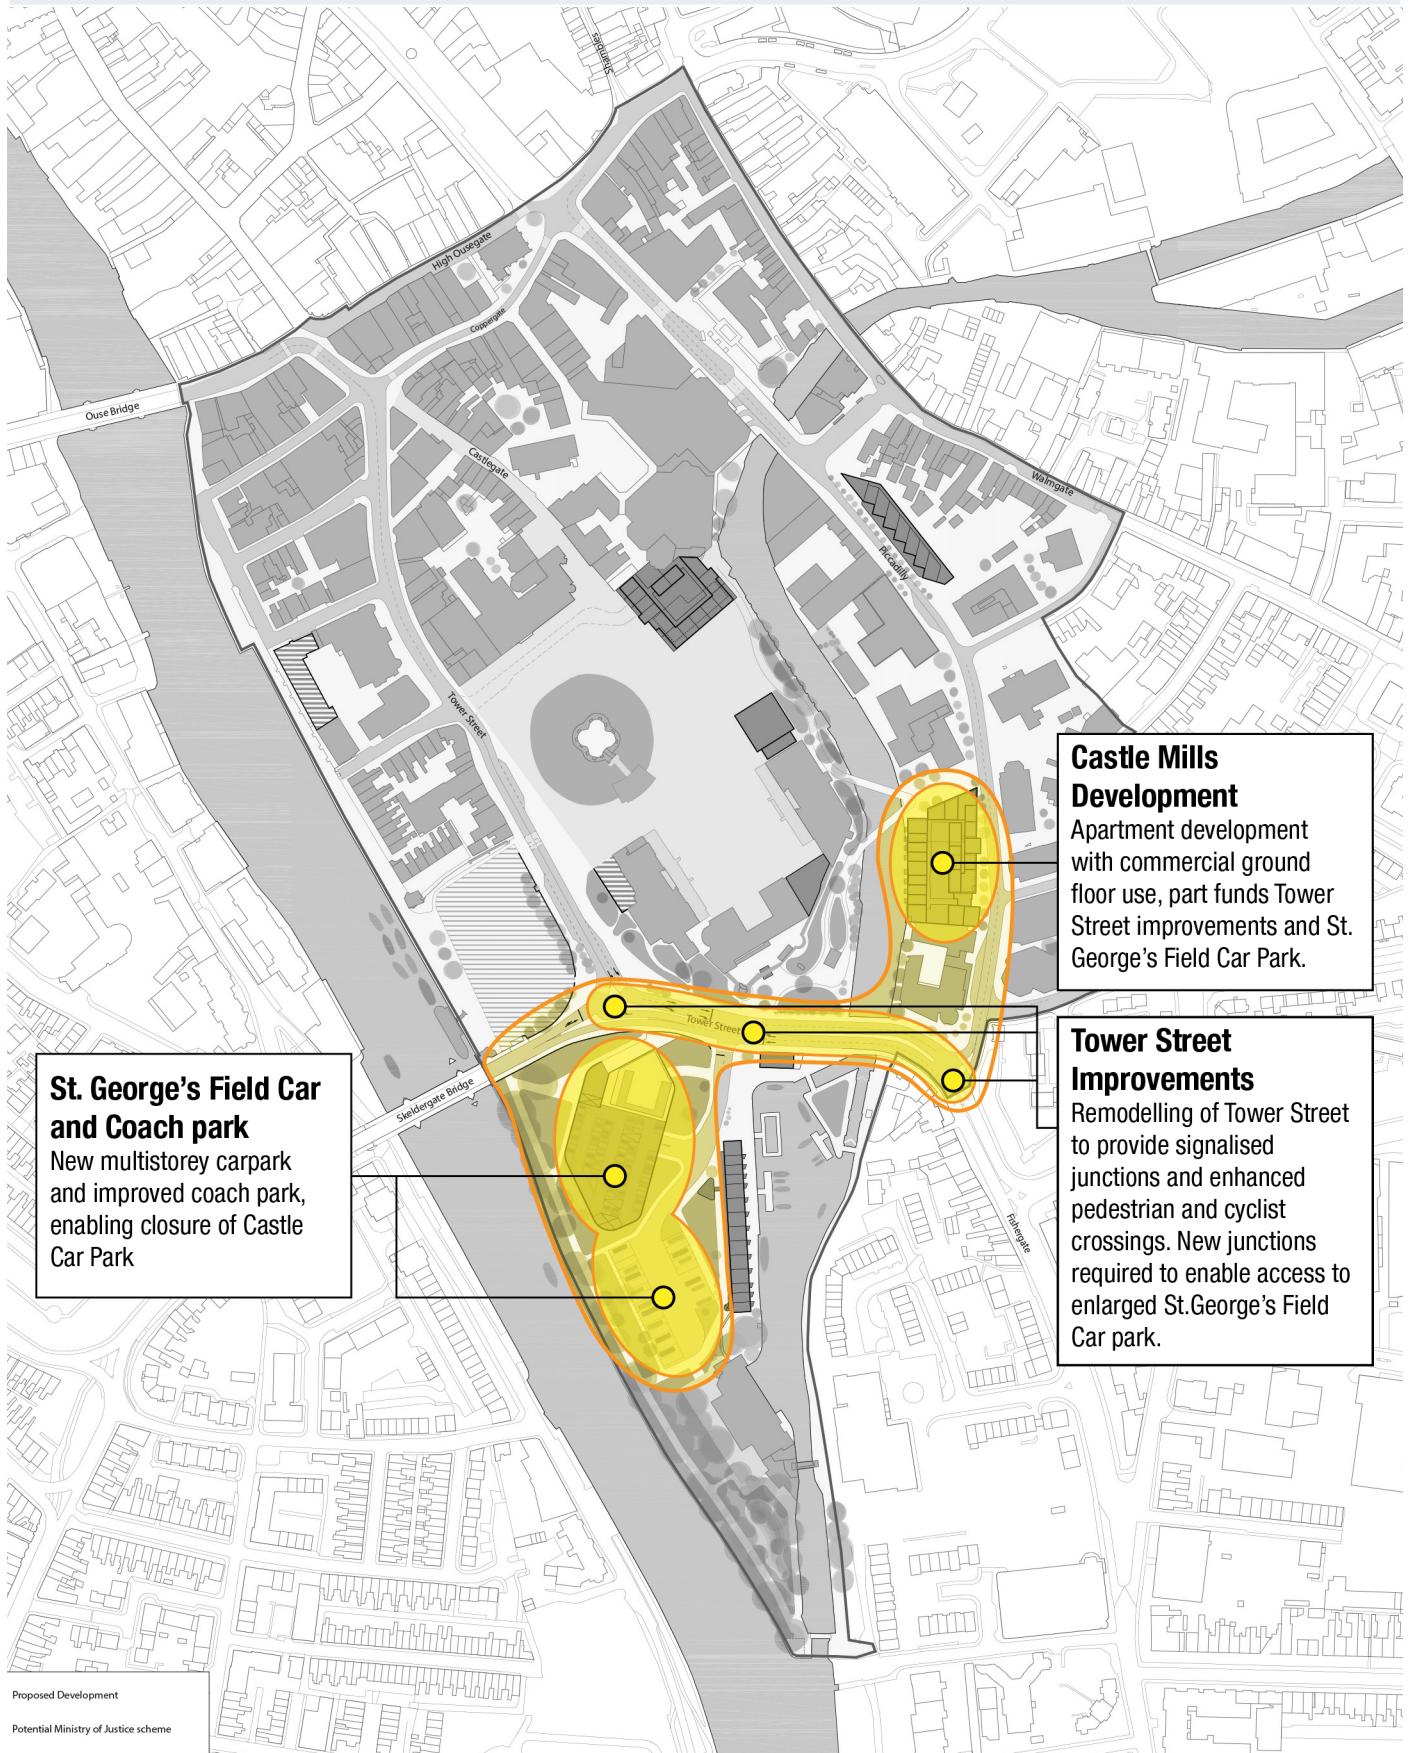 Shambles
High Ousegate
Coppergate
Ouse Bridge
Castlegate
Walmgate
Piccadilly
Tower Street
Castle Mills
Development
Apartment development
with commercial ground
floor use, part funds Tower
Street improvements and St.
George's Field Car Park.
Tower Street
Tower Street
Improvements
Remodelling of Tower Street
to provide signalised
junctions and enhanced
pedestrian and cyclist
crossings. New junctions
required to enable access to
enlarged St.George's Field
Car park.
St. George's Field Car
and Coach park
New multistorey carpark
and improved coach park,
enabling closure of Castle
Car Park
Skeldergate Bridge
Fishergate
Proposed Development
Potential Ministry of Justice scheme